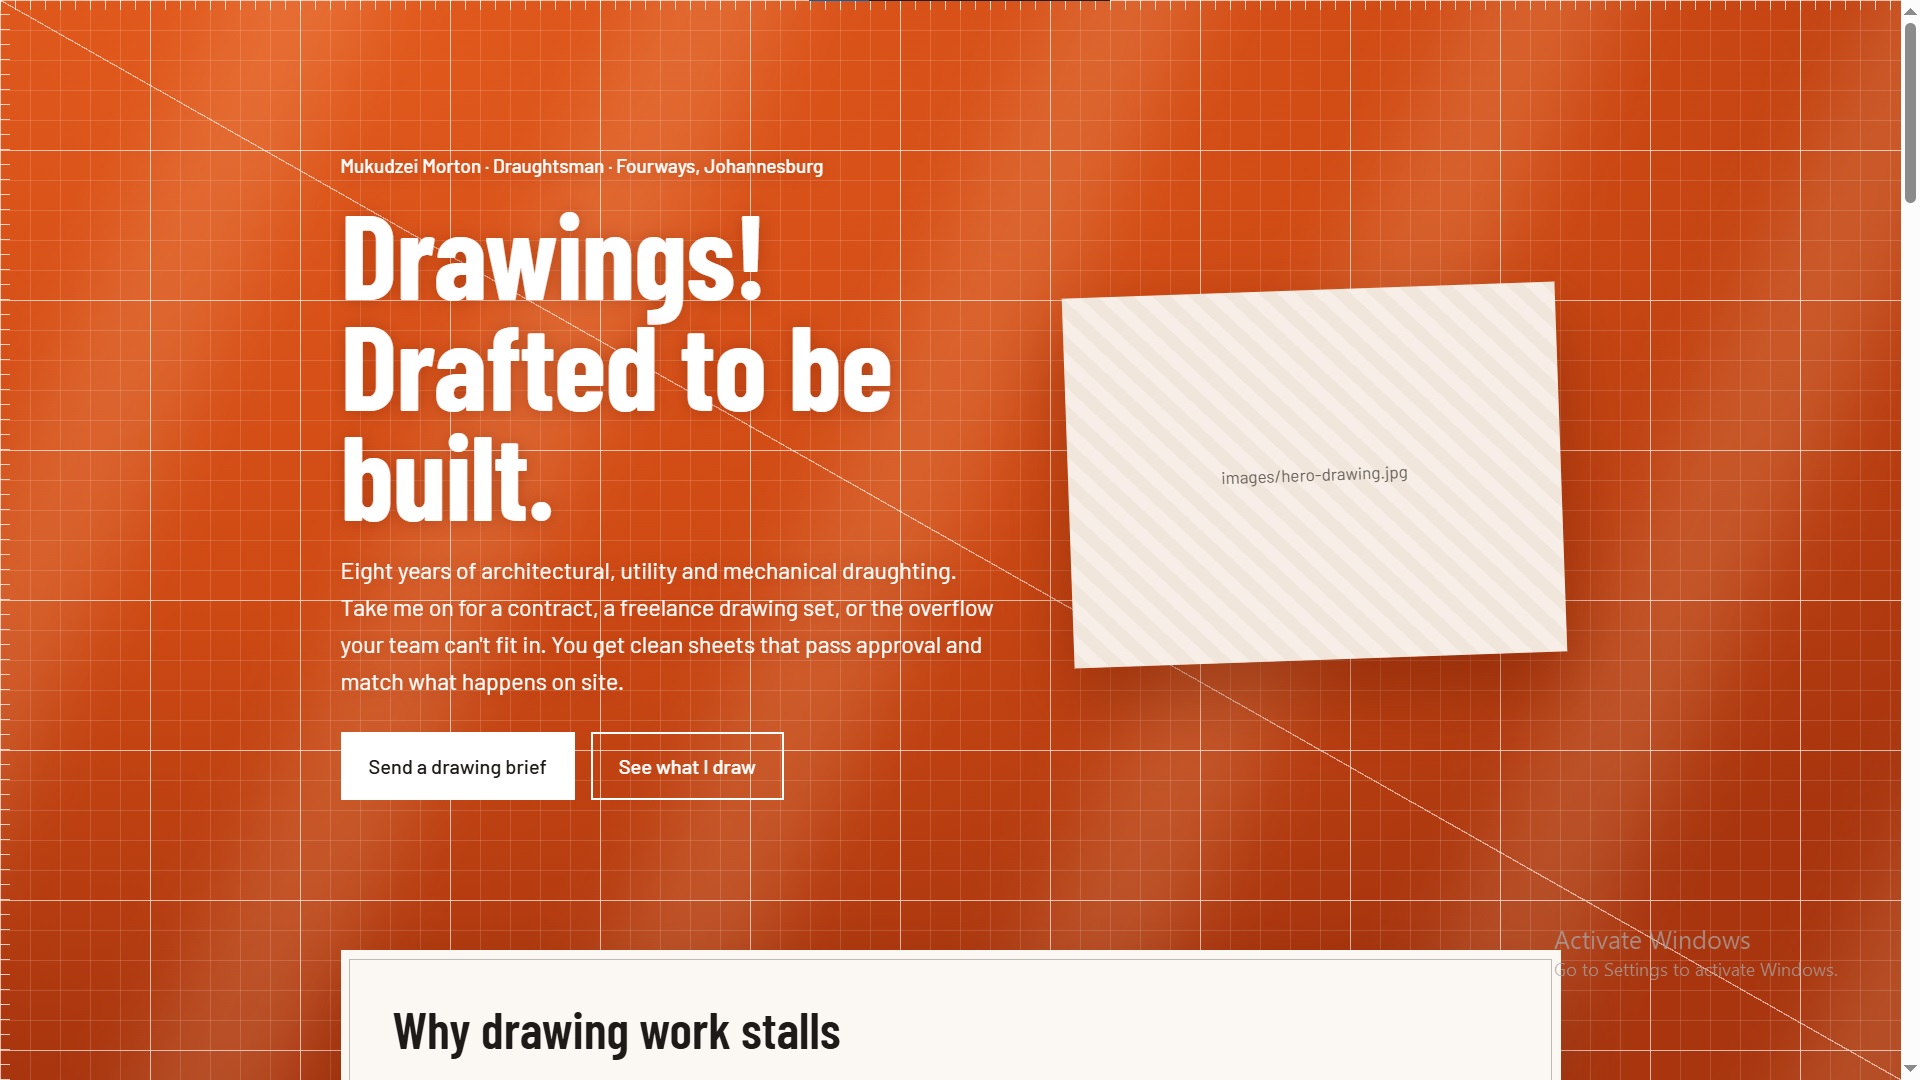 Mukudzei Morton · Draughtsman · Fourways, Johannesburg
Drawings!
Drafted to be
built.
Eight years of architectural, utility and mechanical draughting.
Take me on for a contract, a freelance drawing set, or the overflow
your team can't fit in. You get clean sheets that pass approval and
match what happens on site.
Send a drawing brief
See what I draw
images/hero-drawing.jpg
Activate Windows
Go to Settings to activate Windows.
Why drawing work stalls